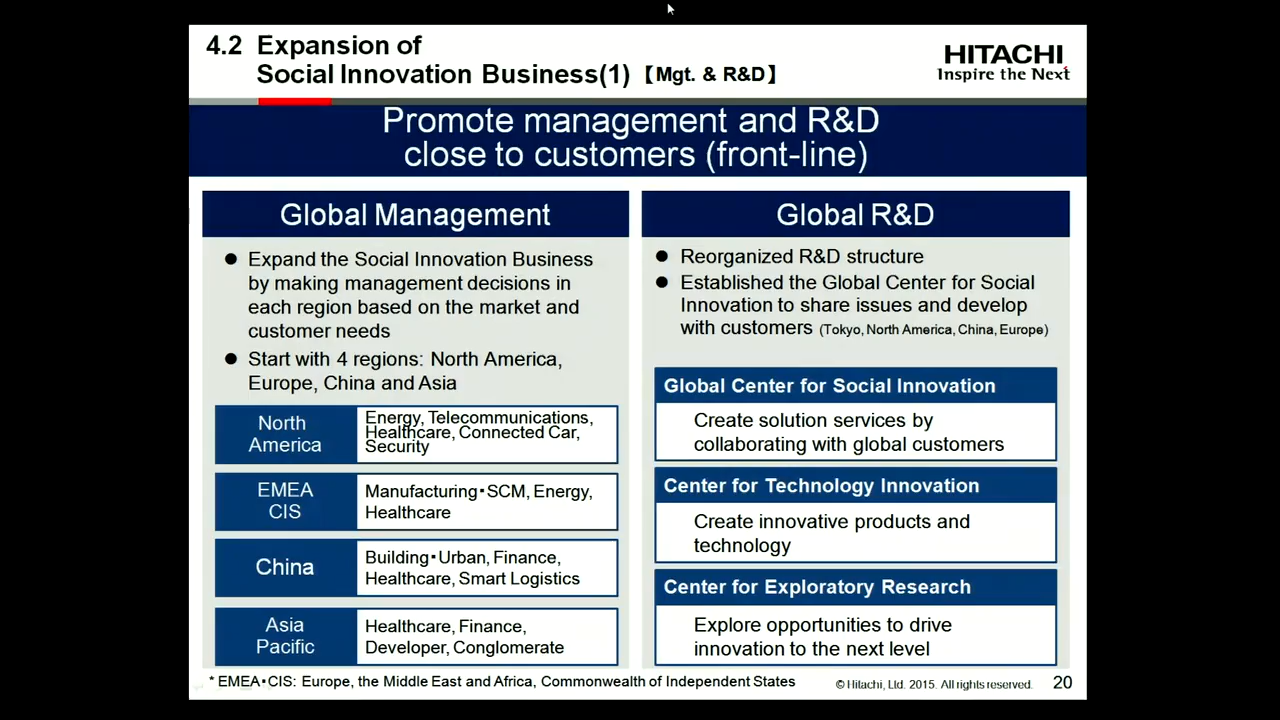 4.2 Expansion of
Social Innovation Business(1)【Mgt. & R&D】
HITACHI
Inspire the Next
Promote management and R&D
close to customers (front-line)
Global Management
● Expand the Social Innovation Business
by making management decisions in
each region based on the market and
customer needs
● Start with 4 regions: North America,
Europe, China and Asia
North
America
Energy, Telecommunications,
Healthcare, Connected Car,
Security
EMEA
CIS
Manufacturing・SCM, Energy,
Healthcare
China
Building・Urban, Finance,
Healthcare, Smart Logistics
Asia
Pacific
Healthcare, Finance,
Developer, Conglomerate
Global R&D
● Reorganized R&D structure
● Established the Global Center for Social
Innovation to share issues and develop
with customers (Tokyo, North America, China, Europe)
Global Center for Social Innovation
Create solution services by
collaborating with global customers
Center for Technology Innovation
Create innovative products and
technology
Center for Exploratory Research
Explore opportunities to drive
innovation to the next level
* EMEA・CIS: Europe, the Middle East and Africa, Commonwealth of Independent States
© Hitachi, Ltd. 2015. All rights reserved.
20